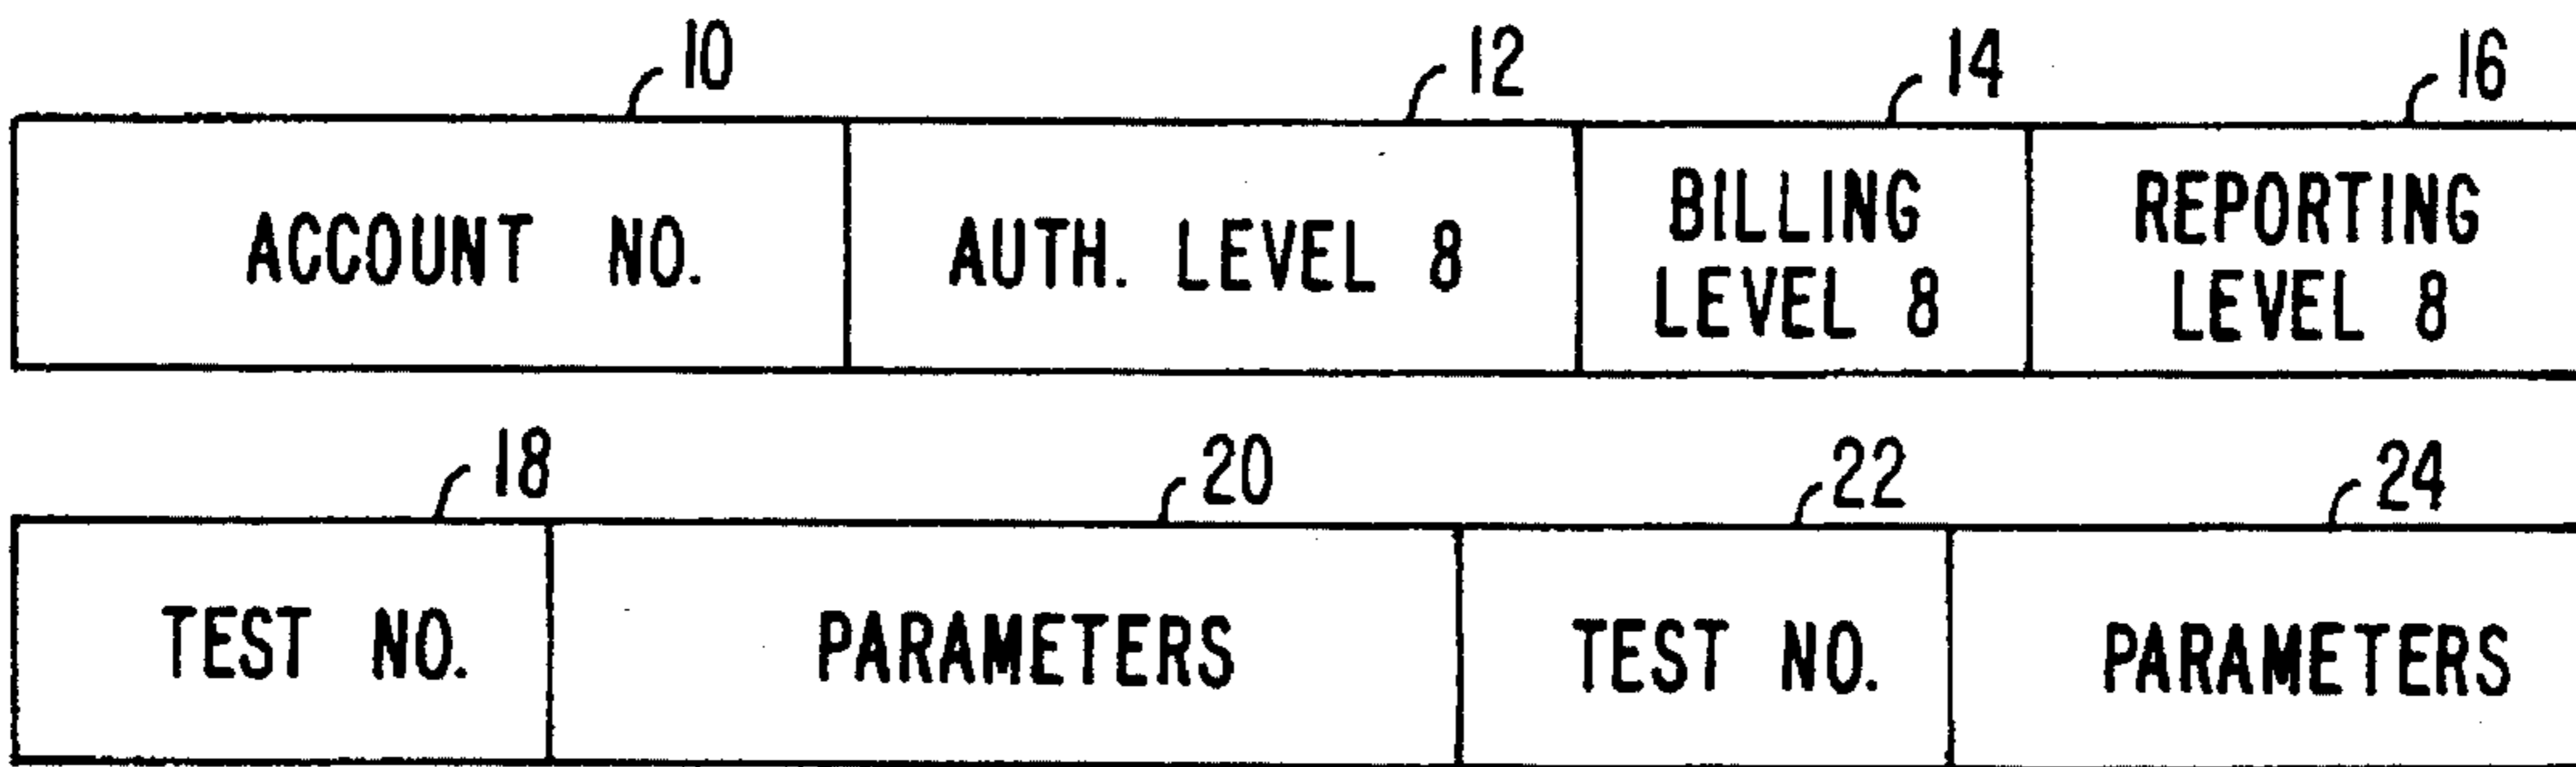 10 12 14 16
ACCOUNT NO. AUTH. LEVEL 8 BILLING LEVEL 8 REPORTING LEVEL 8
18 20 22 24
TEST NO. PARAMETERS TEST NO. PARAMETERS